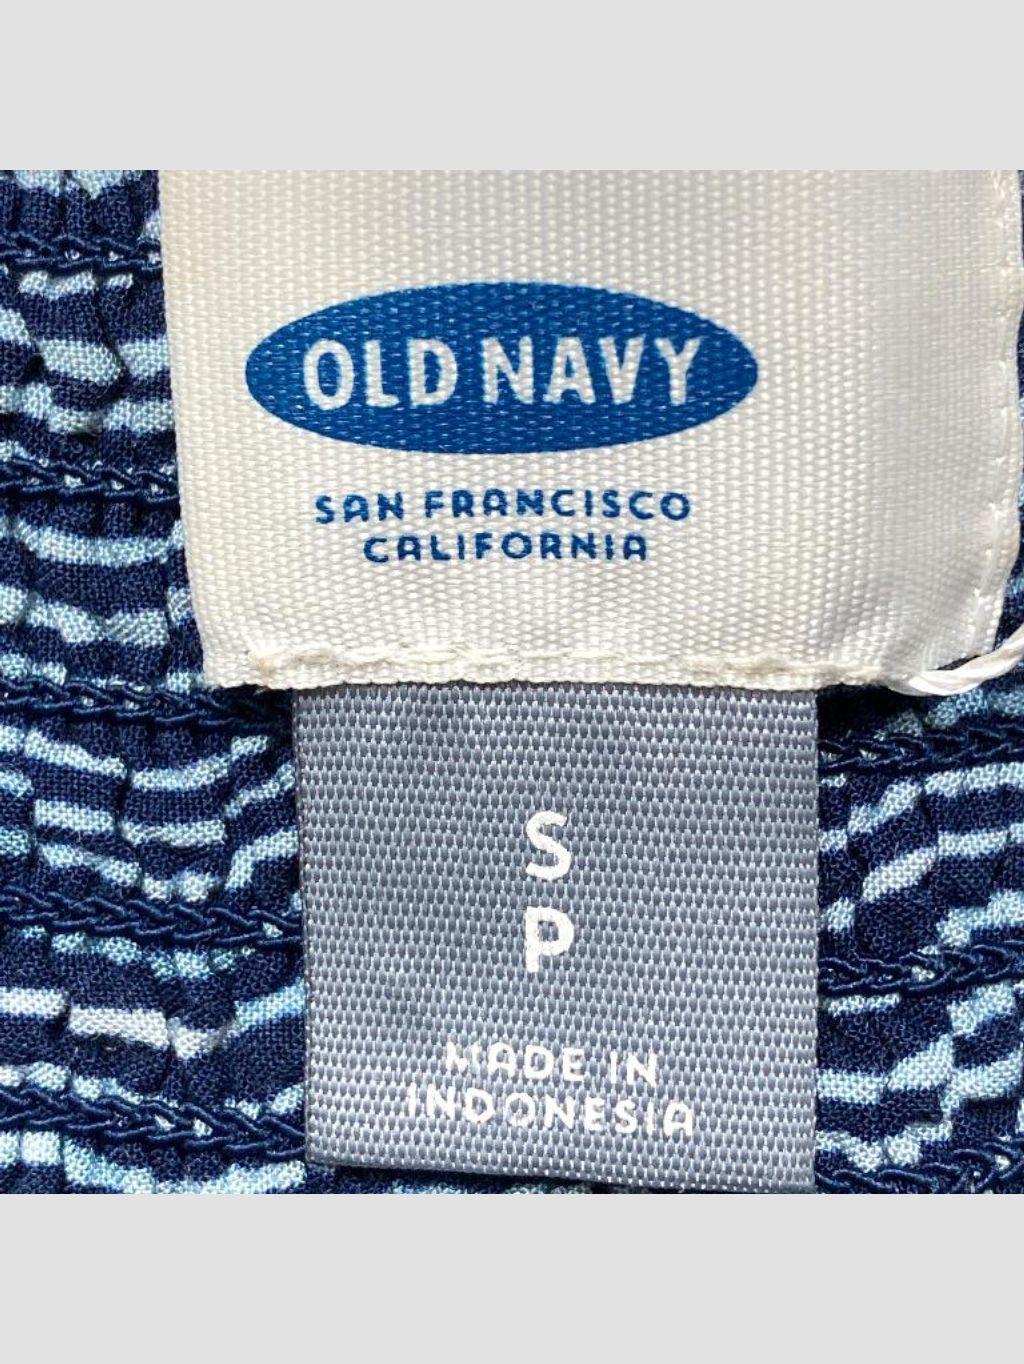 OLD NAVY
SAN FRANCISCO
CALIFORNIA
S
P
MADE IN
INDONESIA